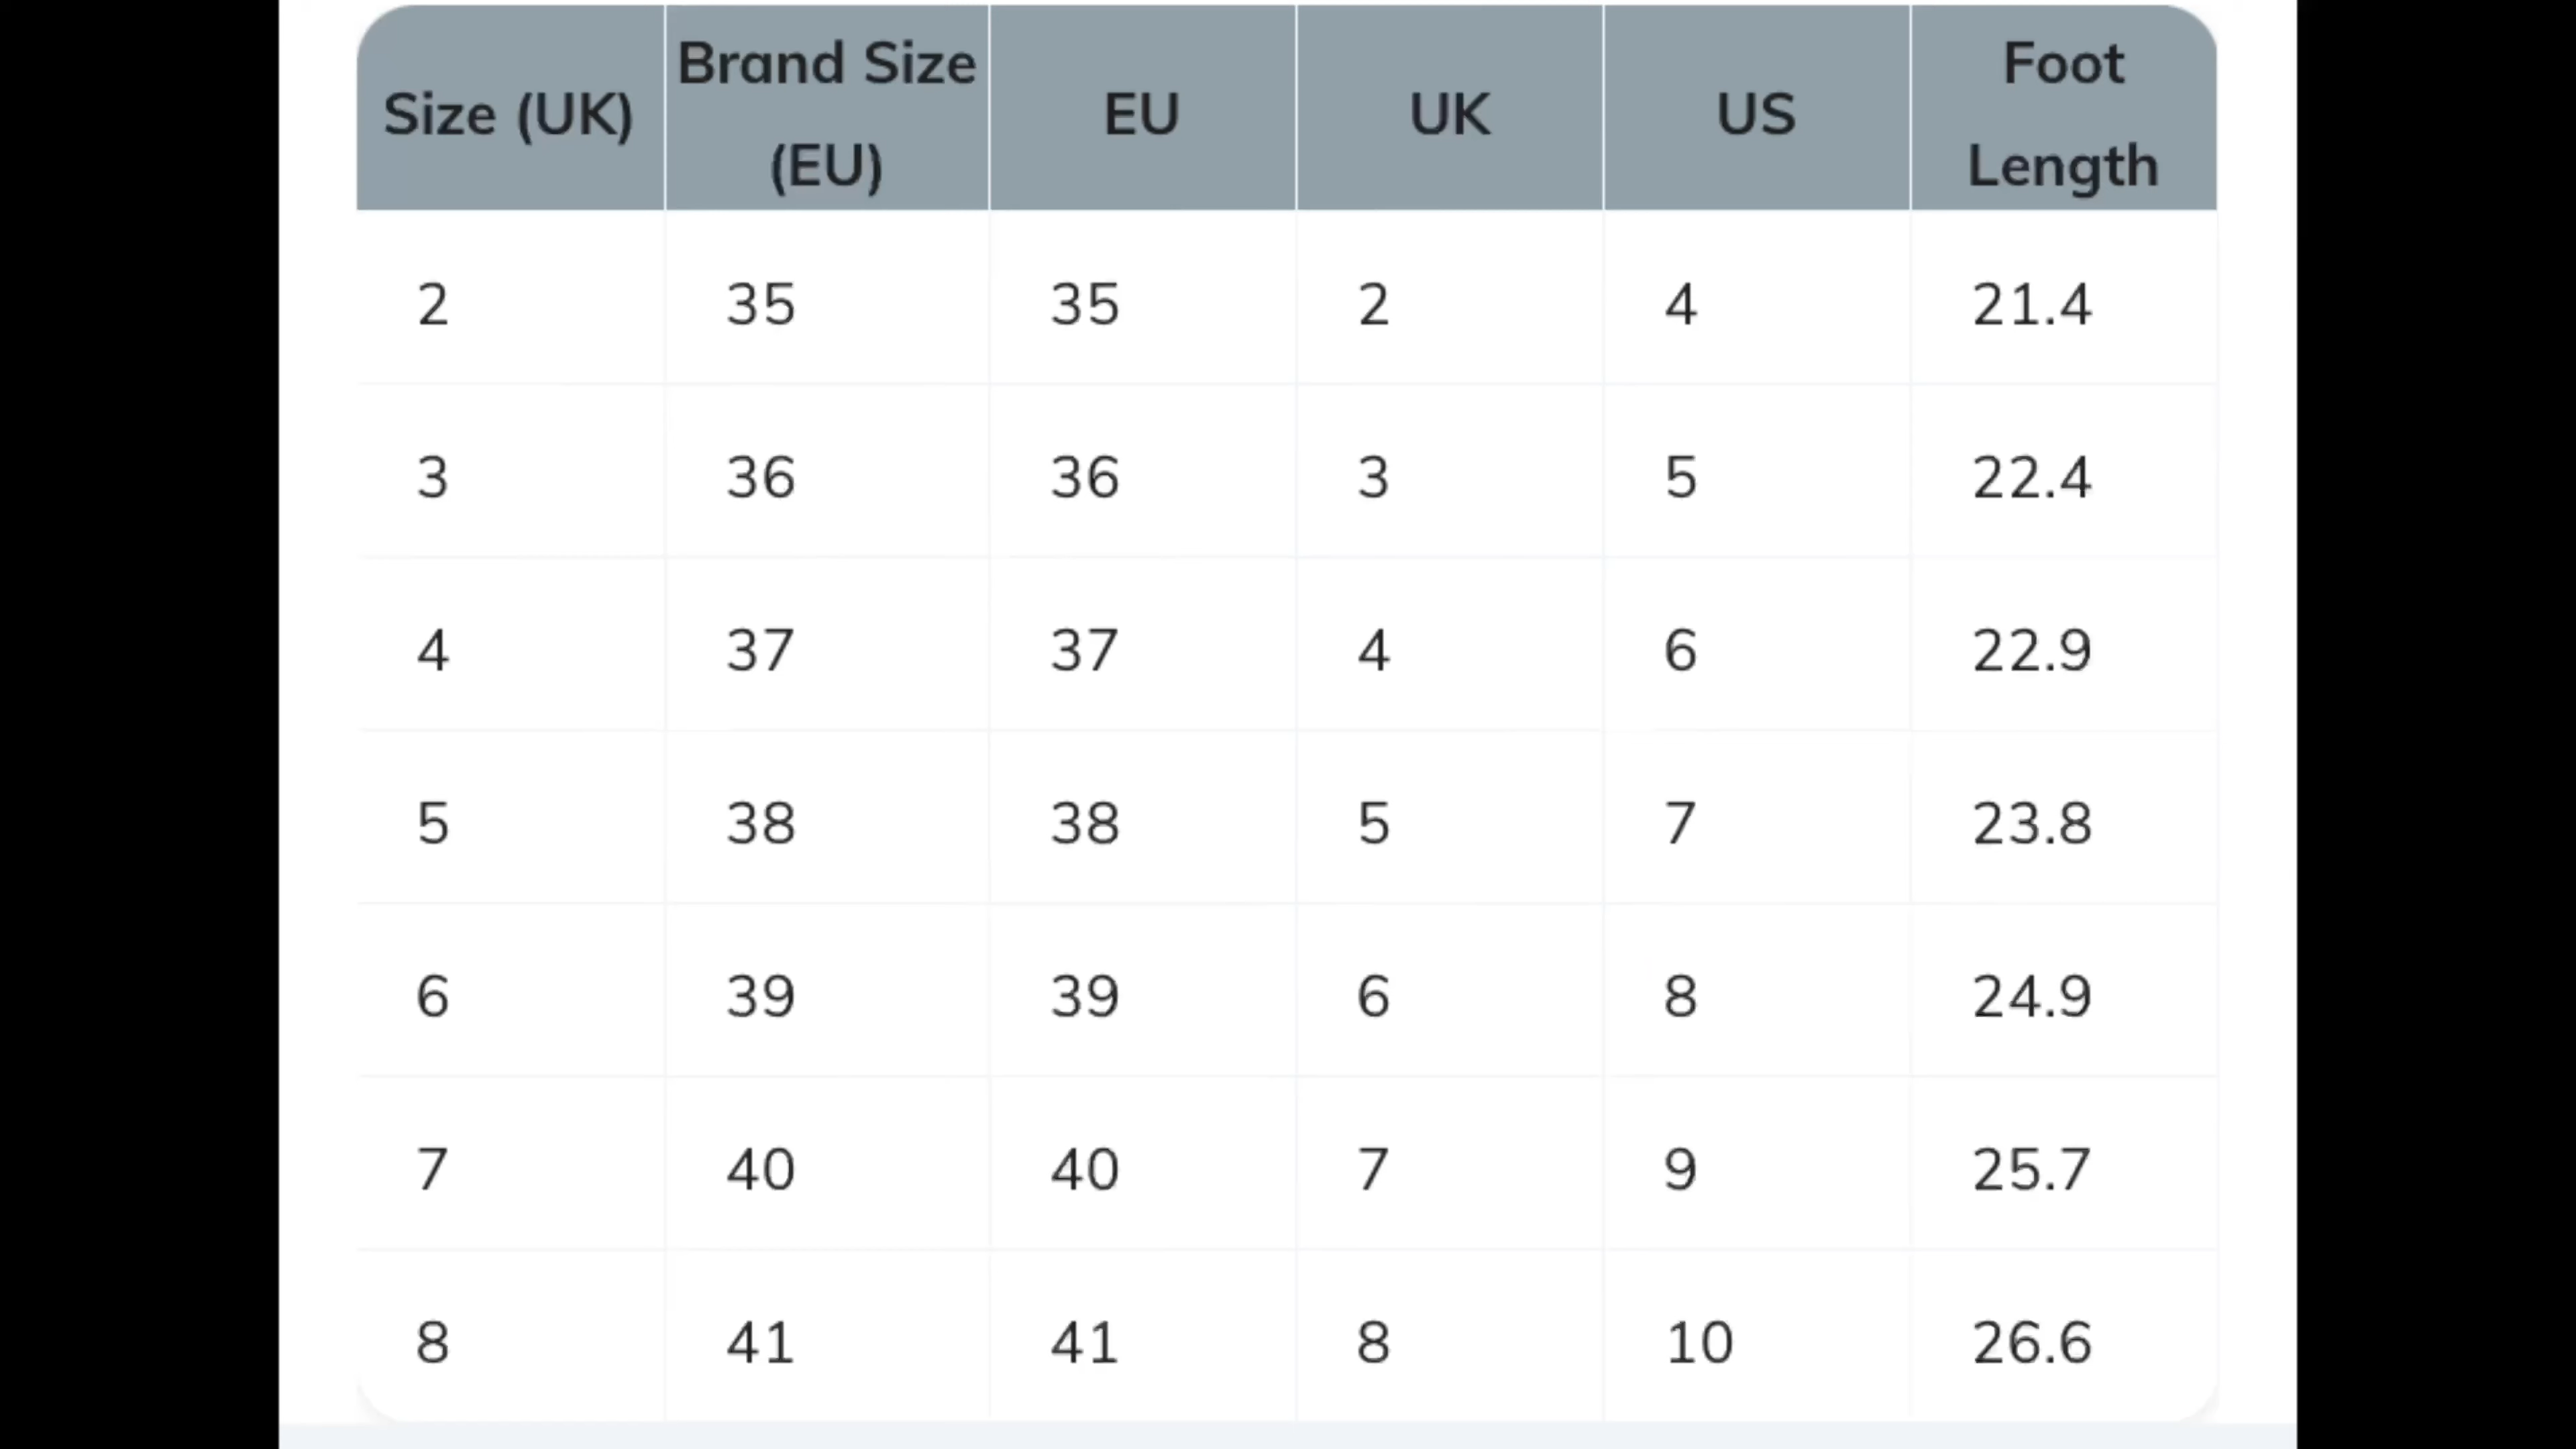 Size (UK) Brand Size (EU) EU UK US Foot Length
2 35 35 2 4 21.4
3 36 36 3 5 22.4
4 37 37 4 6 22.9
5 38 38 5 7 23.8
6 39 39 6 8 24.9
7 40 40 7 9 25.7
8 41 41 8 10 26.6